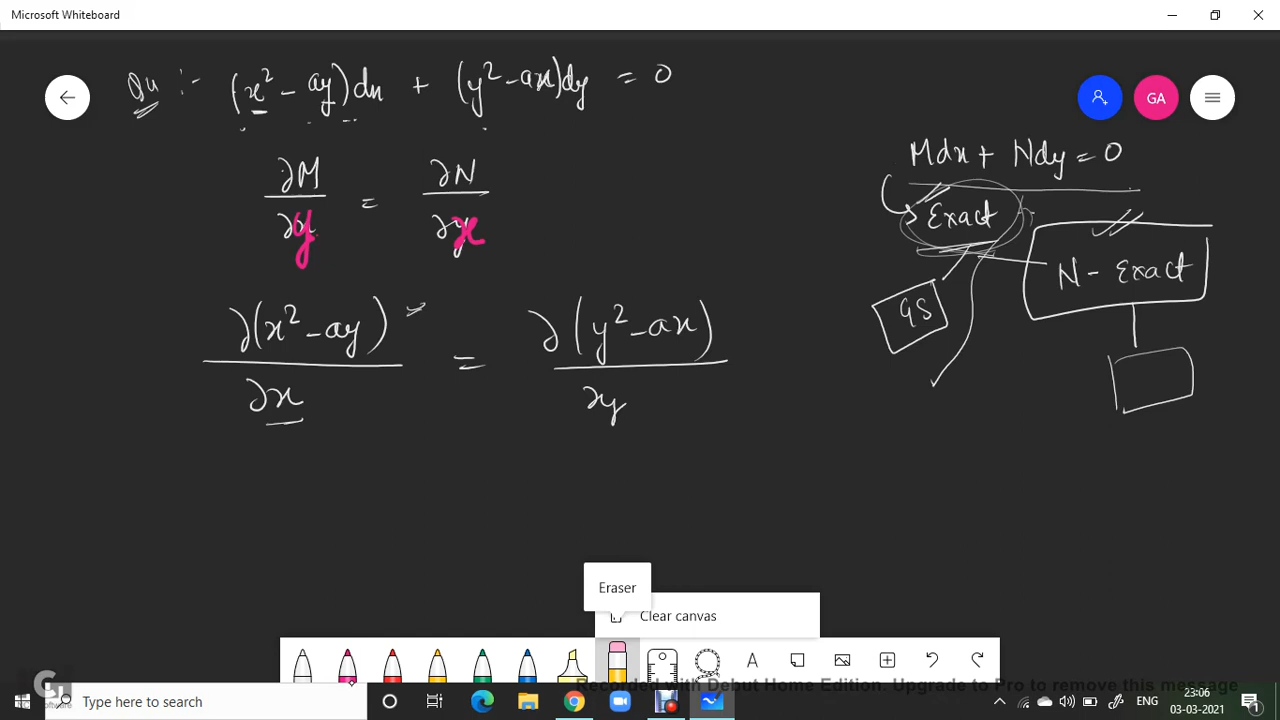 Microsoft Whiteboard
Qu :- (x² - ay)dx + (y² - ax)dy = 0
GA
Mdx + Ndy = 0
∂M/∂y = ∂N/∂x
Exact
N - Exact
GS
∂(x² - ay)/∂x = ∂(y² - ax)/∂y
Eraser
Clear canvas
A
Recorded with Debut Home Edition. Upgrade to Pro to remove this message
Type here to search
ENG
23:06
03-03-2021
1